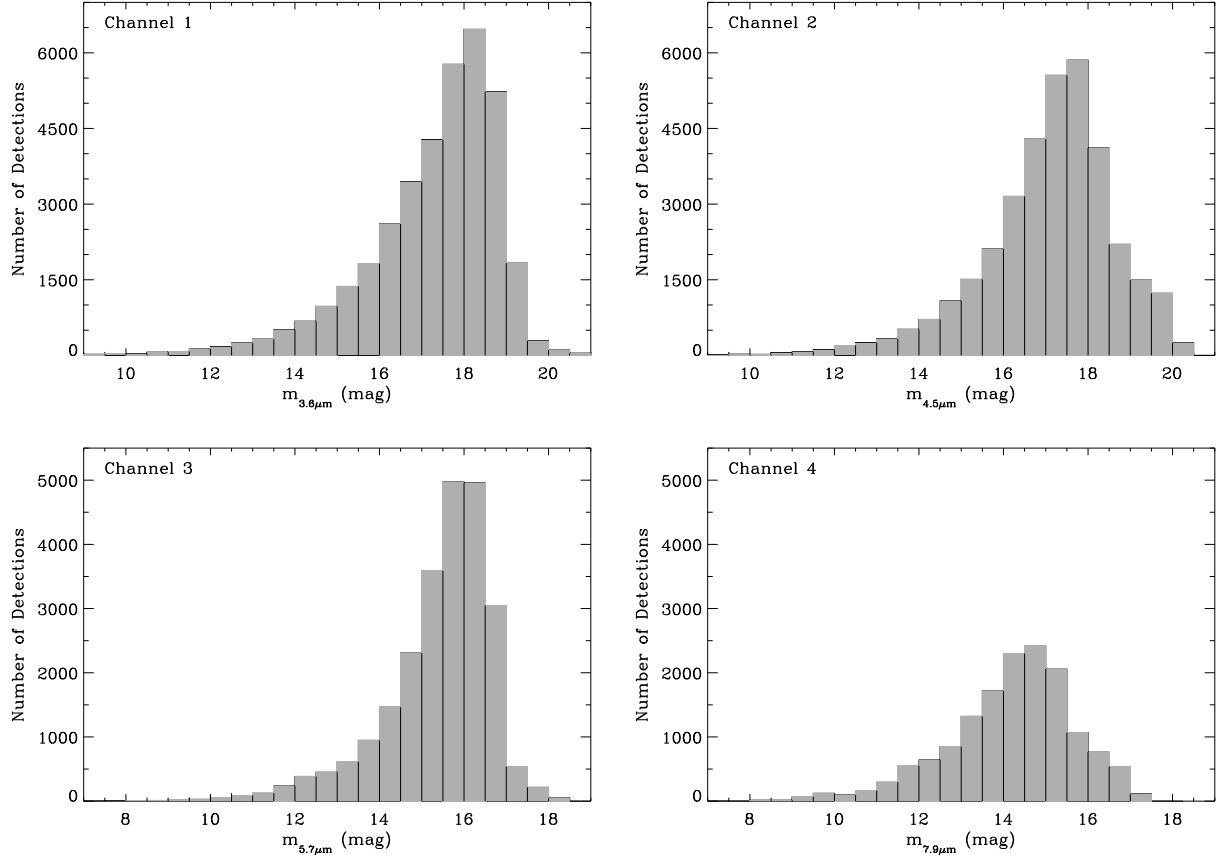 Channel 1
Number of Detections
6000
4500
3000
1500
0
10 12 14 16 18 20
m3.6μm (mag)
Channel 2
Number of Detections
6000
4500
3000
1500
0
10 12 14 16 18 20
m4.5μm (mag)
Channel 3
Number of Detections
5000
4000
3000
2000
1000
0
8 10 12 14 16 18
m5.7μm (mag)
Channel 4
Number of Detections
5000
4000
3000
2000
1000
0
8 10 12 14 16 18
m7.9μm (mag)